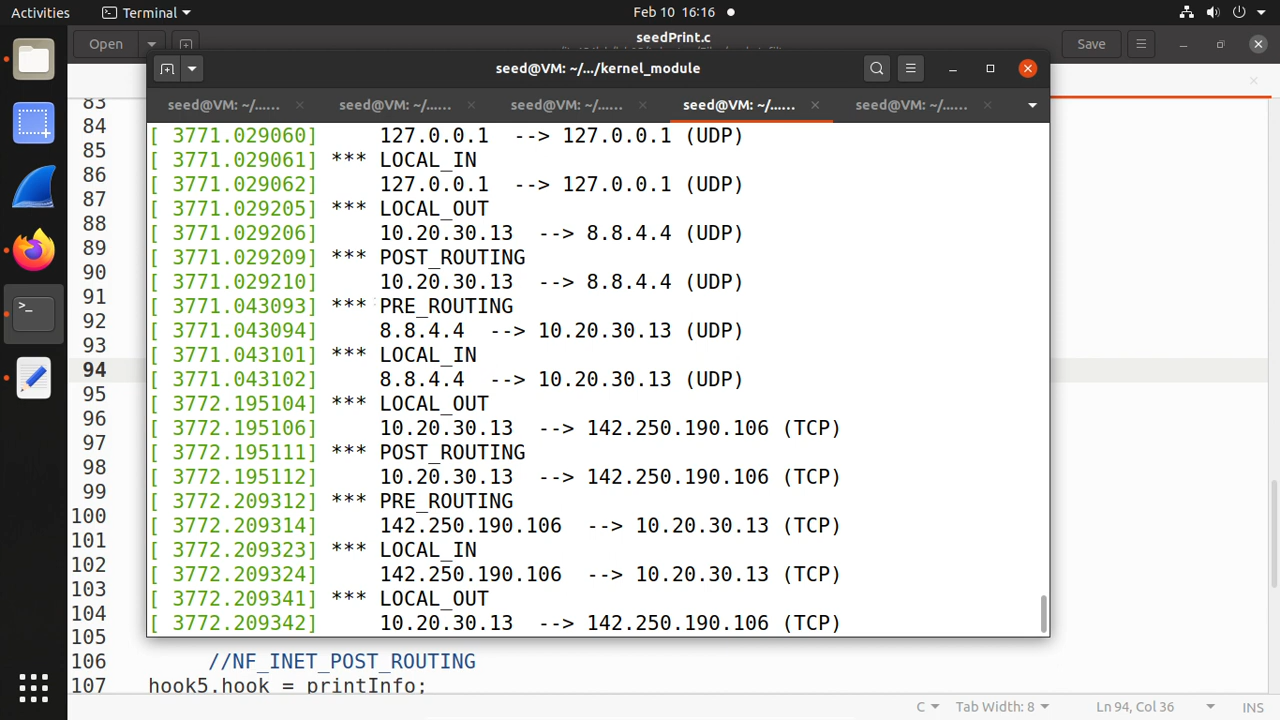 Activities Terminal Feb 10 16:16
Open seedPrint.c Save
seed@VM: ~/.../kernel_module
seed@VM: ~/...... × seed@VM: ~/...... × seed@VM: ~/...... × seed@VM: ~/...... × seed@VM: ~/...... ×
83
84
85
86
87
88
89
90
91
92
93
94
95
96
97
98
99
100
101
102
103
104
105
[ 3771.029060] 127.0.0.1 --> 127.0.0.1 (UDP)
[ 3771.029061] *** LOCAL_IN
[ 3771.029062] 127.0.0.1 --> 127.0.0.1 (UDP)
[ 3771.029205] *** LOCAL_OUT
[ 3771.029206] 10.20.30.13 --> 8.8.4.4 (UDP)
[ 3771.029209] *** POST_ROUTING
[ 3771.029210] 10.20.30.13 --> 8.8.4.4 (UDP)
[ 3771.043093] *** PRE_ROUTING
[ 3771.043094] 8.8.4.4 --> 10.20.30.13 (UDP)
[ 3771.043101] *** LOCAL_IN
[ 3771.043102] 8.8.4.4 --> 10.20.30.13 (UDP)
[ 3772.195104] *** LOCAL_OUT
[ 3772.195106] 10.20.30.13 --> 142.250.190.106 (TCP)
[ 3772.195111] *** POST_ROUTING
[ 3772.195112] 10.20.30.13 --> 142.250.190.106 (TCP)
[ 3772.209312] *** PRE_ROUTING
[ 3772.209314] 142.250.190.106 --> 10.20.30.13 (TCP)
[ 3772.209323] *** LOCAL_IN
[ 3772.209324] 142.250.190.106 --> 10.20.30.13 (TCP)
[ 3772.209341] *** LOCAL_OUT
[ 3772.209342] 10.20.30.13 --> 142.250.190.106 (TCP)
106 //NF_INET_POST_ROUTING
107 hook5.hook = printInfo;
C Tab Width: 8 Ln 94, Col 36 INS